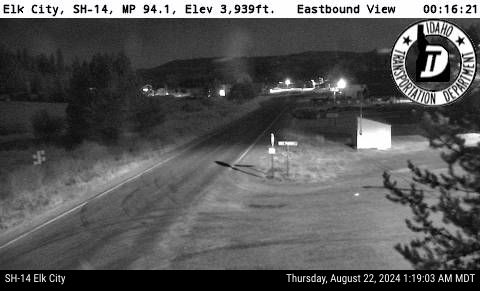 Elk City, SH-14, MP 94.1, Elev 3,939ft. Eastbound View 00:16:21
IDAHO
TRANSPORTATION DEPARTMENT
SH-14 Elk City Thursday, August 22, 2024 1:19:03 AM MDT